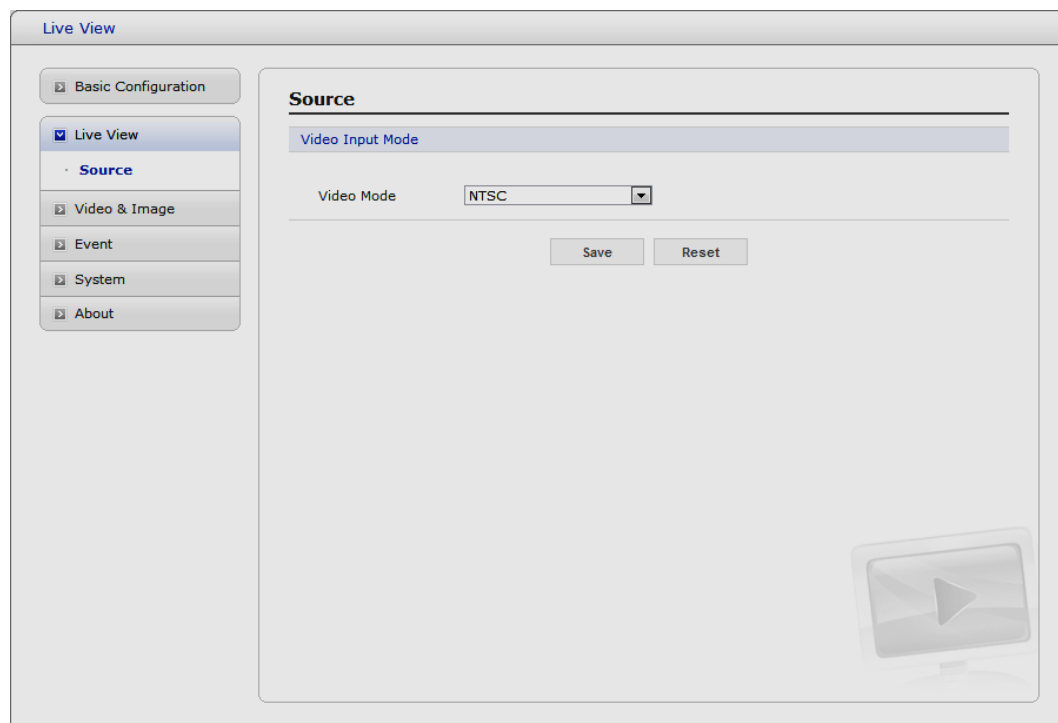 Live View
Basic Configuration
Live View
· Source
Video & Image
Event
System
About
Source
Video Input Mode
Video Mode NTSC
Save Reset